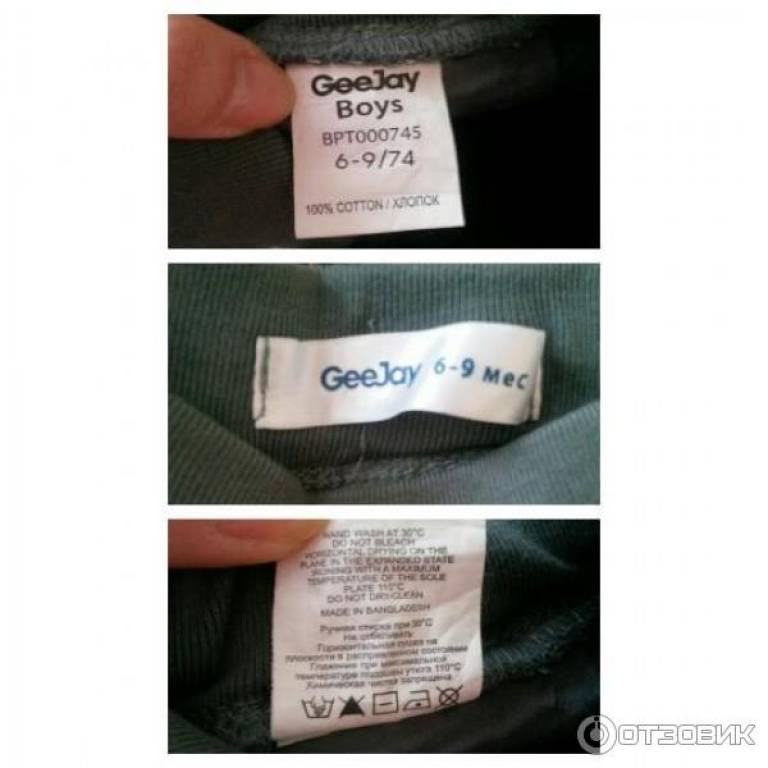 GeeJay
Boys
BPT000745
6-9/74
100% COTTON / ХЛОПОК
GeeJay 6-9 мес
HAND WASH AT 30°C
DO NOT BLEACH
HORIZONTAL DRYING ON THE
PLANE IN THE EXPANDED STATE
IRONING WITH A MAXIMUM
TEMPERATURE OF THE SOLE
PLATE 110°C
DO NOT DRY-CLEAN
MADE IN BANGLADESH
Ручная стирка при 30°C
Не отбеливать
Горизонтальная сушка на
плоскости в расправленном состоянии
Глажение при максимальной
температуре подошвы утюга 110°C
Химическая чистка запрещена
ОТЗОВИК